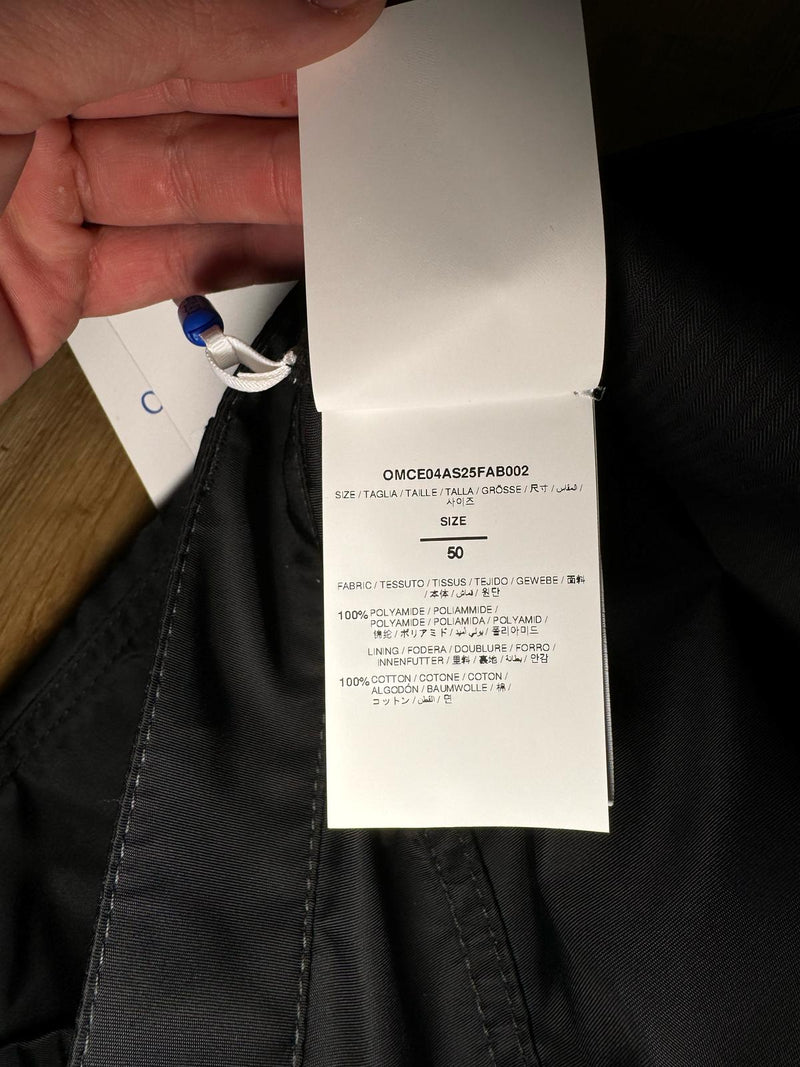 OMCE04AS25FAB002
SIZE / TAGLIA / TAILLE / TALLA / GRÖSSE / 尺寸 / المقاس /
사이즈
SIZE
50
FABRIC / TESSUTO / TISSUS / TEJIDO / GEWEBE / 面料
/ 本体 / قماش / 원단
100% POLYAMIDE / POLIAMMIDE /
POLYAMIDE / POLIAMIDA / POLYAMID /
锦纶 / ポリアミド / بولي أميد / 폴리아미드
LINING / FODERA / DOUBLURE / FORRO /
INNENFUTTER / 里料 / 裏地 / بطانة / 안감
100% COTTON / COTONE / COTON /
ALGODÓN / BAUMWOLLE / 棉 /
コットン / القطن / 면